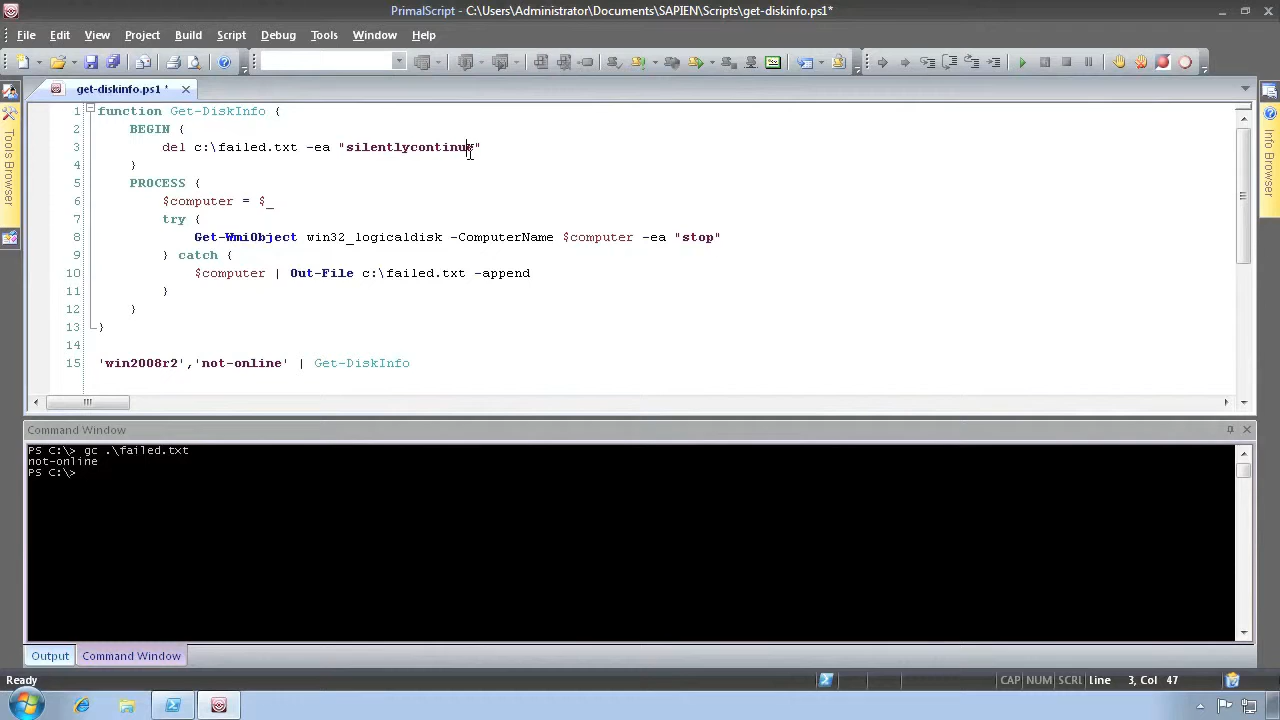 PrimalScript - C:\Users\Administrator\Documents\SAPIEN\Scripts\get-diskinfo.ps1*
File Edit View Project Build Script Debug Tools Window Help
get-diskinfo.ps1 *
1 function Get-DiskInfo {
2 BEGIN {
3 del c:\failed.txt -ea "silentlycontinue"
4 }
5 PROCESS {
6 $computer = $_
7 try {
8 Get-WmiObject win32_logicaldisk -ComputerName $computer -ea "stop"
9 } catch {
10 $computer | Out-File c:\failed.txt -append
11 }
12 }
13 }
14
15 'win2008r2','not-online' | Get-DiskInfo
Tools Browser
Info Browser
Command Window
PS C:\> gc .\failed.txt
not-online
PS C:\>
Output Command Window
Ready CAP NUM SCRL Line 3, Col 47